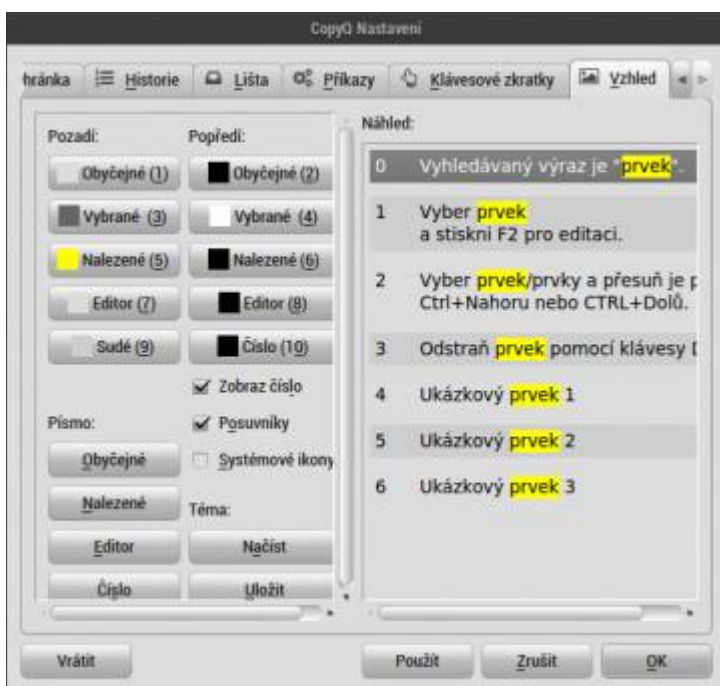 CopyQ Nastavení
hránka Historie Lišta Příkazy Klávesové zkratky Vzhled
Pozadí: Popředí:
Obyčejné (1) Obyčejné (2)
Vybrané (3) Vybrané (4)
Nalezené (5) Nalezené (6)
Editor (7) Editor (8)
Sudé (9) Číslo (10)
Zobraz číslo
Písmo: Posuvníky
Obyčejné Systémové ikony
Nalezené Téma:
Editor Načíst
Číslo Uložit
Náhled:
0 Vyhledávaný výraz je "prvek".
1 Vyber prvek
a stiskni F2 pro editaci.
2 Vyber prvek/prvky a přesuň je p
Ctrl+Nahoru nebo CTRL+Dolů.
3 Odstraň prvek pomocí klávesy D
4 Ukázkový prvek 1
5 Ukázkový prvek 2
6 Ukázkový prvek 3
Vrátit Použít Zrušit OK